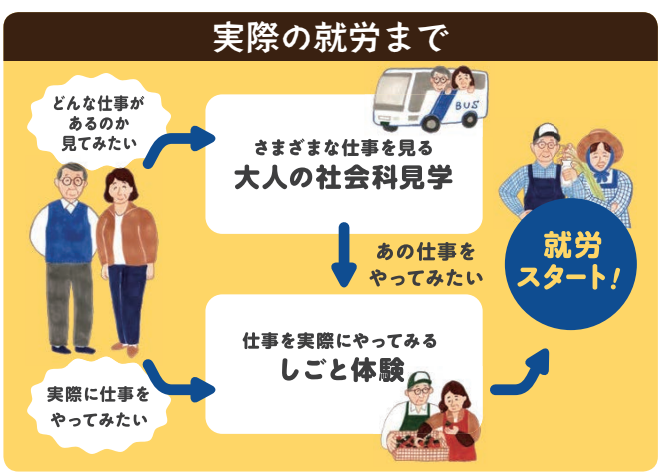 実際の就労まで
どんな仕事が
あるのか
見てみたい
さまざまな仕事を見る
大人の社会科見学
BUS
あの仕事を
やってみたい
就労
スタート!
仕事を実際にやってみる
しごと体験
実際に仕事を
やってみたい